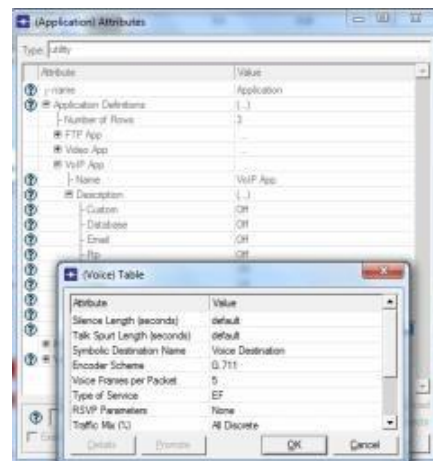 (Application) Attributes
Type: utility
Attribute Value
name Application
Application Definitions (...)
Number of Rows 3
FTP App ...
Video App ...
VoIP App
Name VoIP App
Description (...)
Custom Off
Database Off
Email Off
Ftp
(Voice) Table
Attribute Value
Silence Length (seconds) default
Talk Spurt Length (seconds) default
Symbolic Destination Name Voice Destination
Encoder Scheme G.711
Voice Frames per Packet 5
Type of Service EF
RSVP Parameters None
Traffic Mix (%) All Discrete
Details Promote OK Cancel